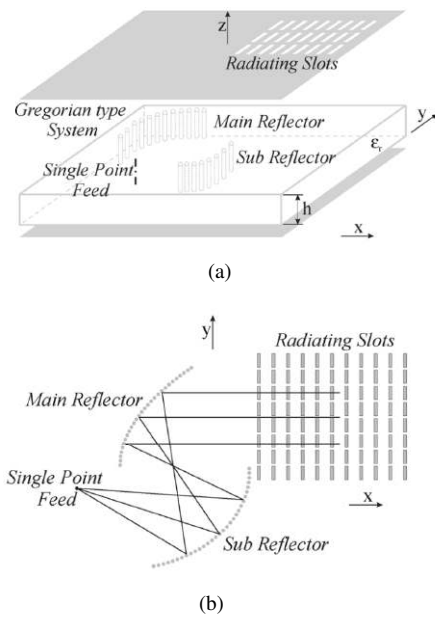 z
Radiating Slots
Gregorian type
System
Main Reflector
y
εr
Sub Reflector
Single Point
Feed
h
x
(a)
y
Radiating Slots
Main Reflector
Single Point
Feed
x
Sub Reflector
(b)